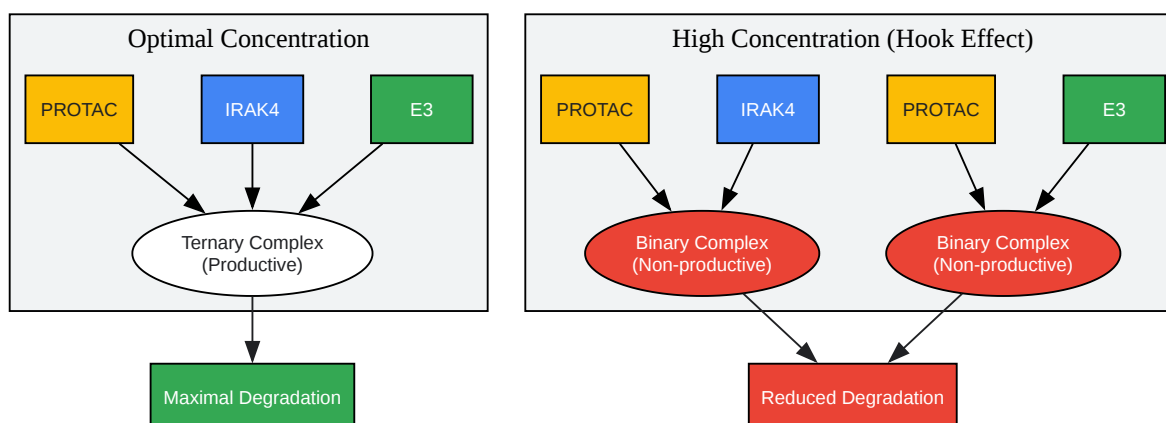 Optimal Concentration
PROTAC
IRAK4
E3
Ternary Complex
(Productive)
Maximal Degradation
High Concentration (Hook Effect)
PROTAC
IRAK4
PROTAC
E3
Binary Complex
(Non-productive)
Binary Complex
(Non-productive)
Reduced Degradation